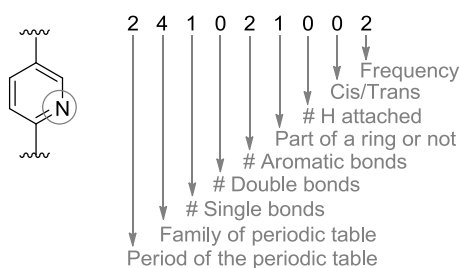 2 4 1 0 2 1 0 0 2
Frequency
Cis/Trans
# H attached
Part of a ring or not
# Aromatic bonds
# Double bonds
# Single bonds
Family of periodic table
Period of the periodic table
N